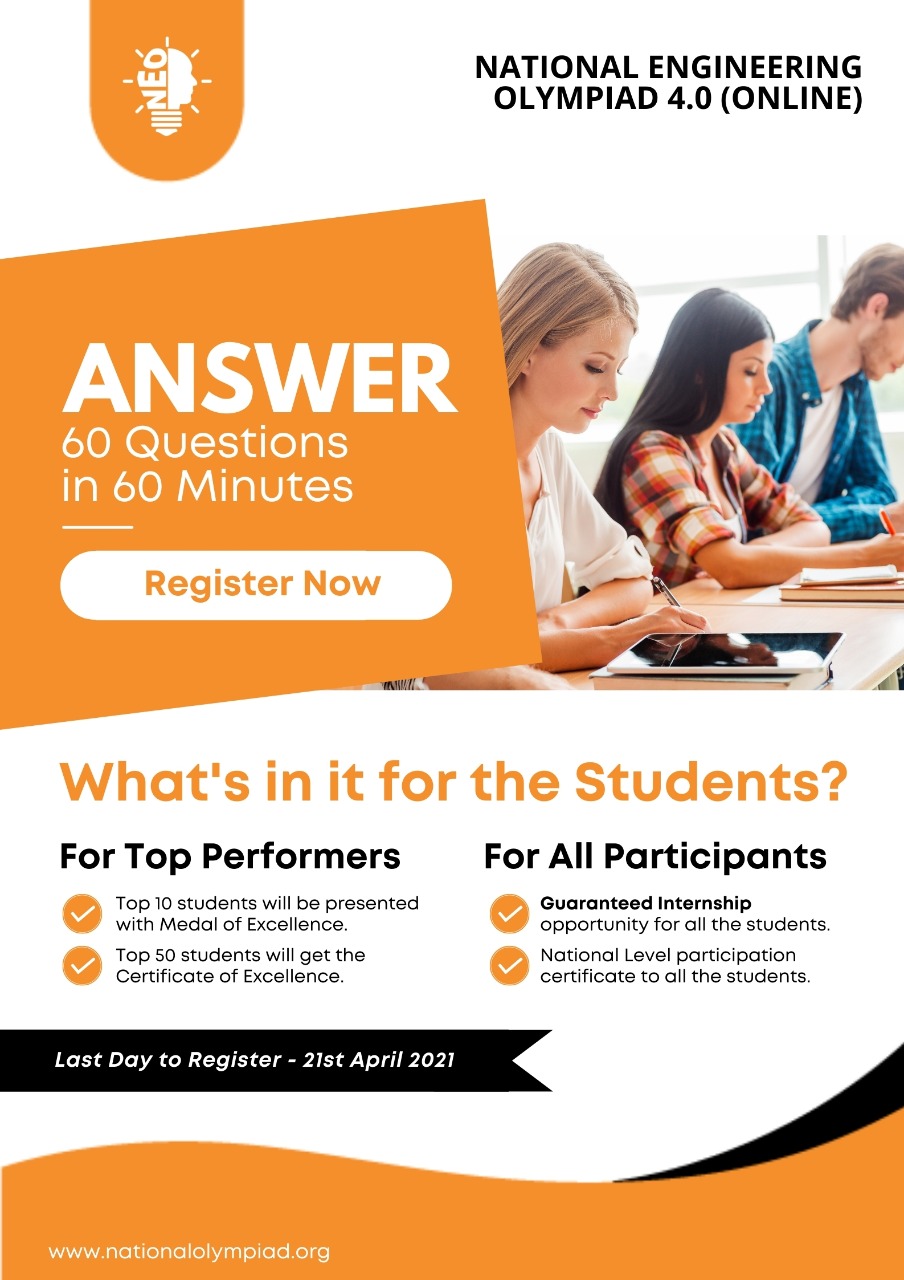 NEO
NATIONAL ENGINEERING
OLYMPIAD 4.0 (ONLINE)
ANSWER
60 Questions
in 60 Minutes
Register Now
What's in it for the Students?
For Top Performers
Top 10 students will be presented
with Medal of Excellence.
Top 50 students will get the
Certificate of Excellence.
For All Participants
Guaranteed Internship
opportunity for all the students.
National Level participation
certificate to all the students.
Last Day to Register - 21st April 2021
www.nationalolympiad.org